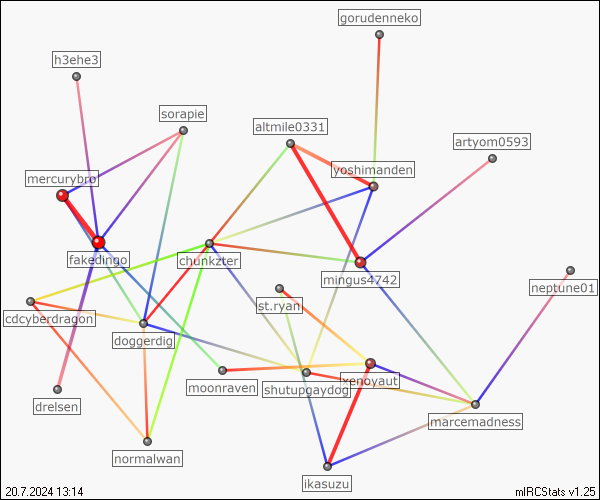 gorudenneko
h3ehe3
sorapie
altmile0331
artyom0593
yoshimanden
mercurybro
fakedingo
chunkzter
mingus4742
neptune01
st.ryan
cdcyberdragon
doggerdig
xenoyaut
moonraven
shutupgaydog
drelsen
marcemadness
normalwan
ikasuzu
20.7.2024 13:14
mIRCStats v1.25